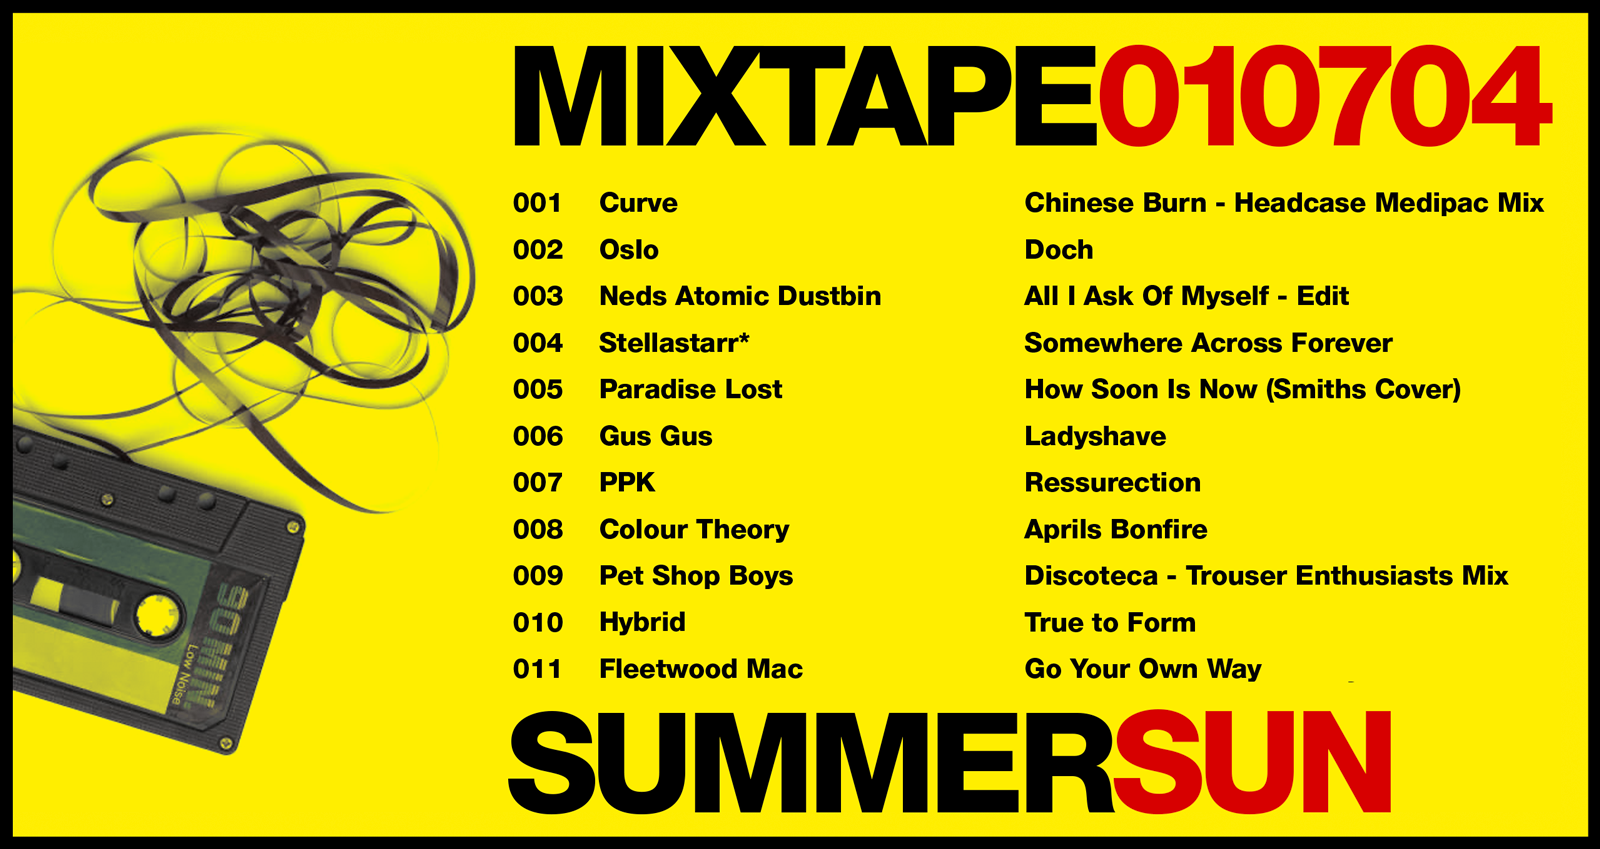 MIXTAPE010704
001 Curve Chinese Burn - Headcase Medipac Mix
002 Oslo Doch
003 Neds Atomic Dustbin All I Ask Of Myself - Edit
004 Stellastarr* Somewhere Across Forever
005 Paradise Lost How Soon Is Now (Smiths Cover)
006 Gus Gus Ladyshave
007 PPK Ressurection
008 Colour Theory Aprils Bonfire
009 Pet Shop Boys Discoteca - Trouser Enthusiasts Mix
010 Hybrid True to Form
011 Fleetwood Mac Go Your Own Way
SUMMERSUN
60MIN
Low Noise